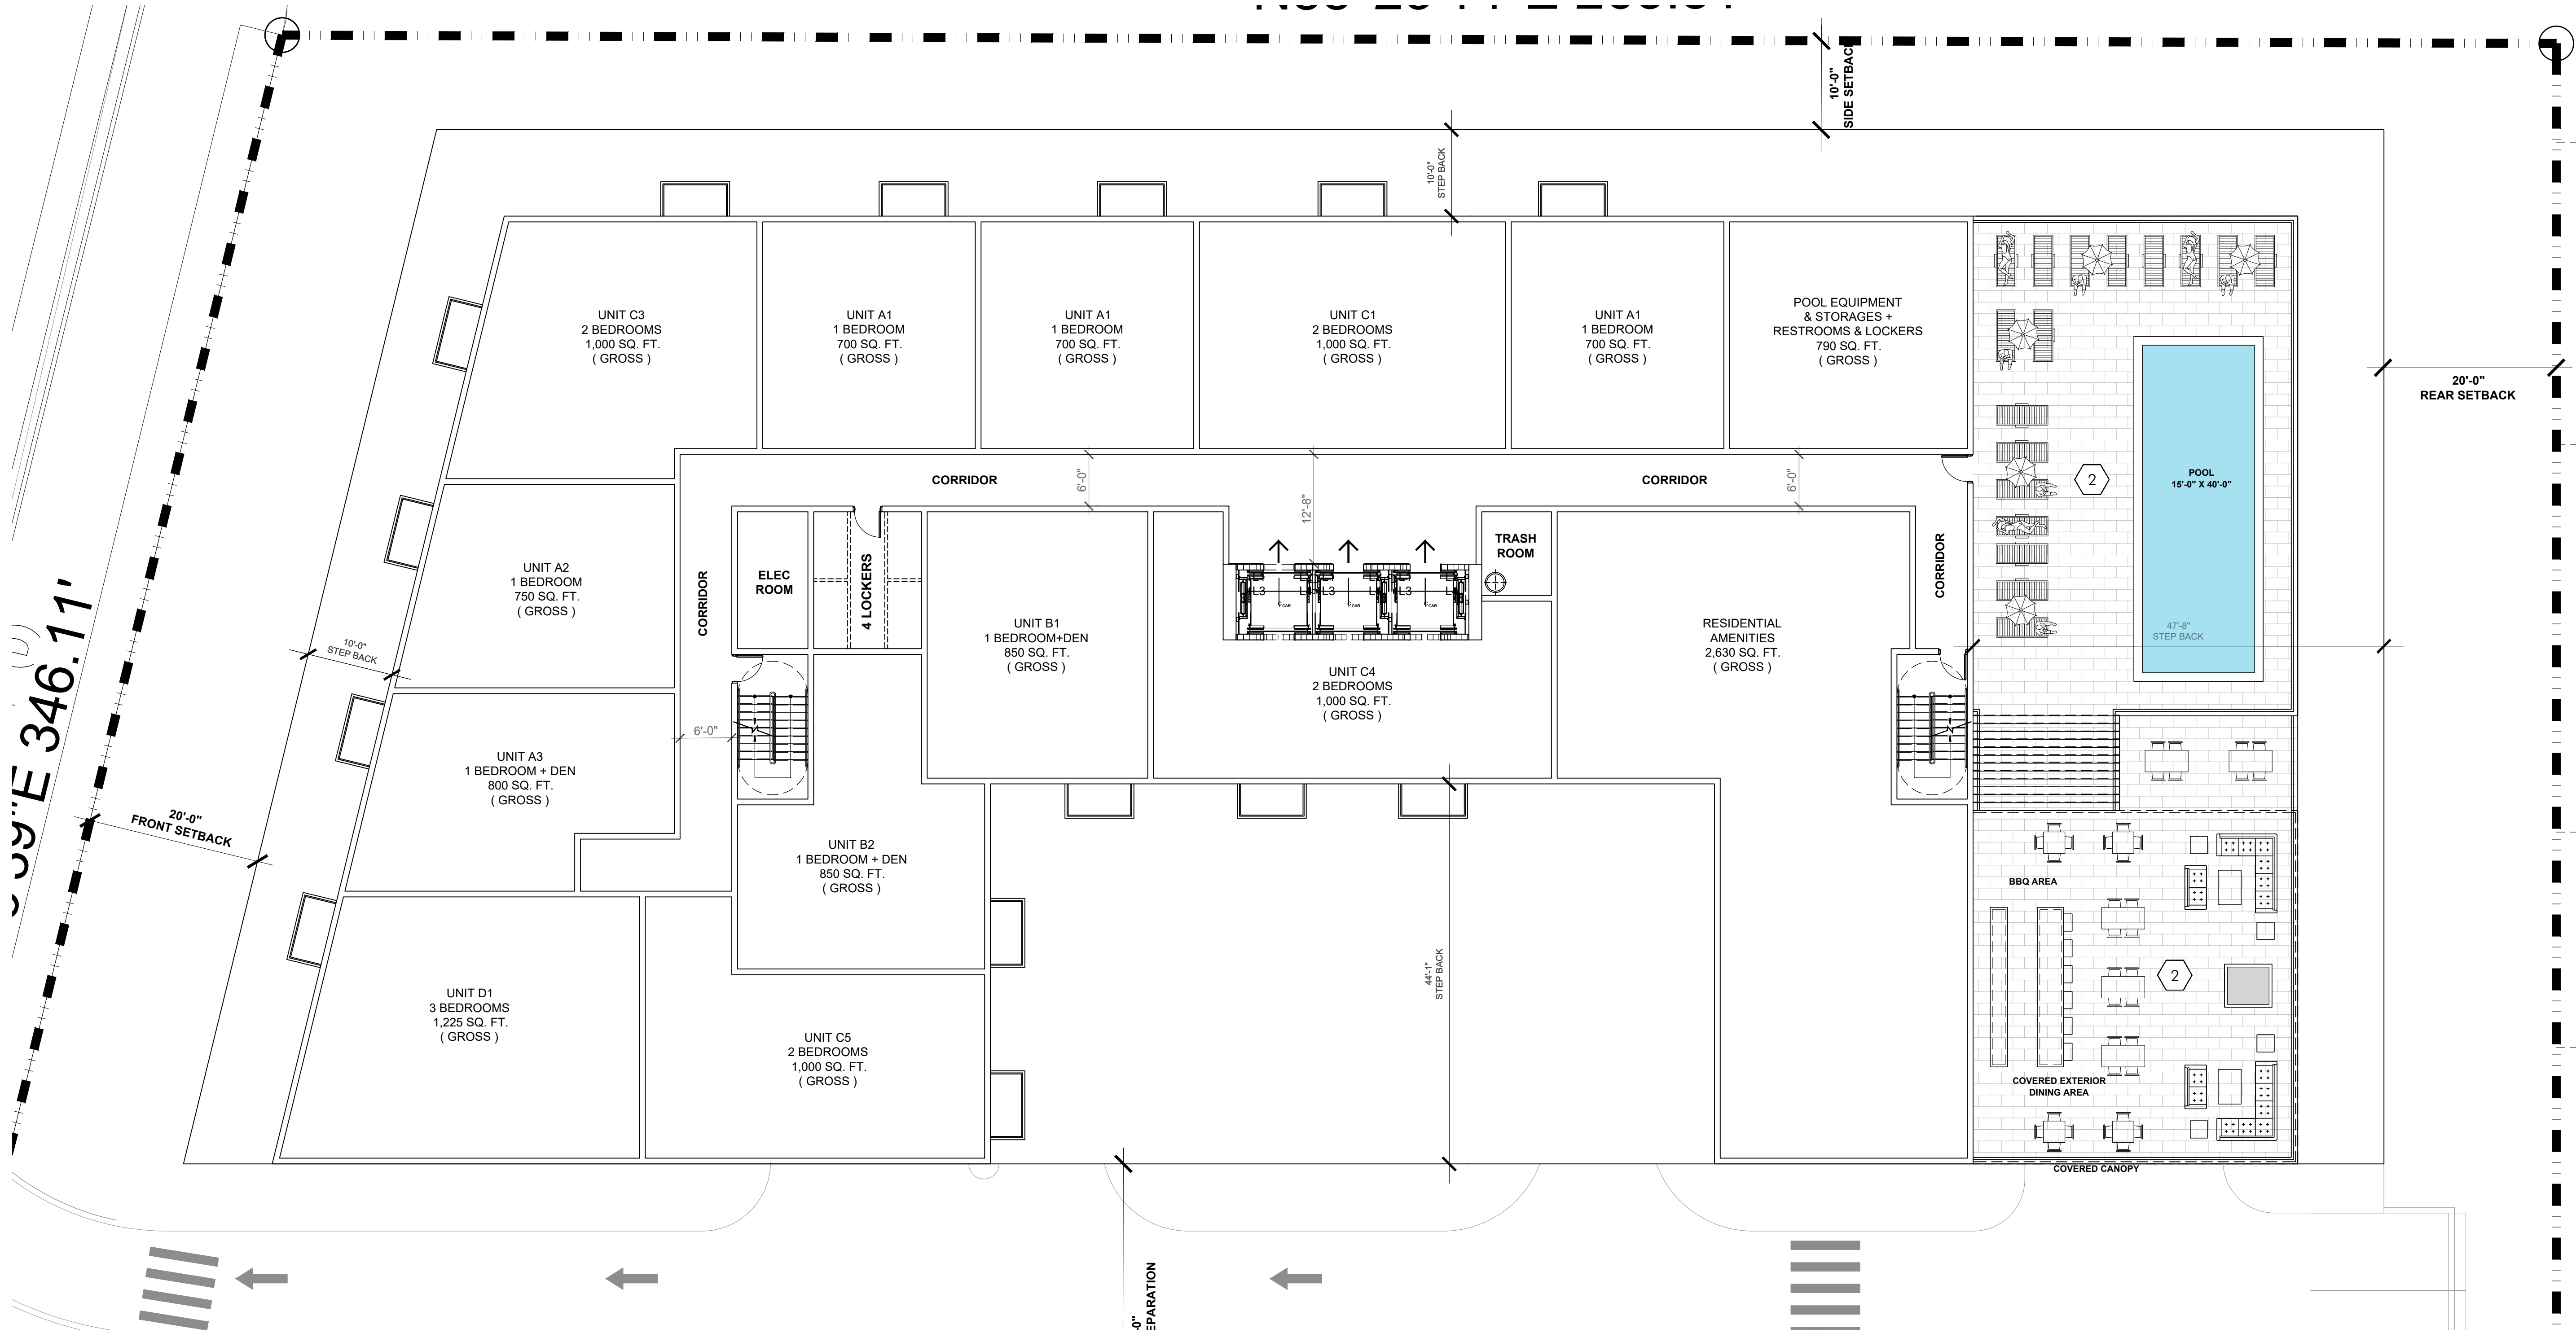 10'-0"
SIDE SETBACK
10'-0"
STEP BACK
UNIT C3
2 BEDROOMS
1,000 SQ. FT.
( GROSS )
UNIT A1
1 BEDROOM
700 SQ. FT.
( GROSS )
UNIT A1
1 BEDROOM
700 SQ. FT.
( GROSS )
UNIT C1
2 BEDROOMS
1,000 SQ. FT.
( GROSS )
UNIT A1
1 BEDROOM
700 SQ. FT.
( GROSS )
POOL EQUIPMENT
& STORAGES +
RESTROOMS & LOCKERS
790 SQ. FT.
( GROSS )
20'-0"
REAR SETBACK
CORRIDOR
6'-0"
12'-8"
CORRIDOR
6'-0"
2
POOL
15'-0" X 40'-0"
UNIT A2
1 BEDROOM
750 SQ. FT.
( GROSS )
CORRIDOR
ELEC
ROOM
4 LOCKERS
UNIT B1
1 BEDROOM+DEN
850 SQ. FT.
( GROSS )
TRASH
ROOM
L3
L3
L3
CAR
CAR
CAR
CORRIDOR
RESIDENTIAL
AMENITIES
2,630 SQ. FT.
( GROSS )
47'-8"
STEP BACK
10'-0"
STEP BACK
UNIT C4
2 BEDROOMS
1,000 SQ. FT.
( GROSS )
346.11'
6'-0"
UNIT A3
1 BEDROOM + DEN
800 SQ. FT.
( GROSS )
20'-0"
FRONT SETBACK
UNIT B2
1 BEDROOM + DEN
850 SQ. FT.
( GROSS )
BBQ AREA
44'-1"
STEP BACK
2
UNIT D1
3 BEDROOMS
1,225 SQ. FT.
( GROSS )
UNIT C5
2 BEDROOMS
1,000 SQ. FT.
( GROSS )
COVERED EXTERIOR
DINING AREA
COVERED CANOPY